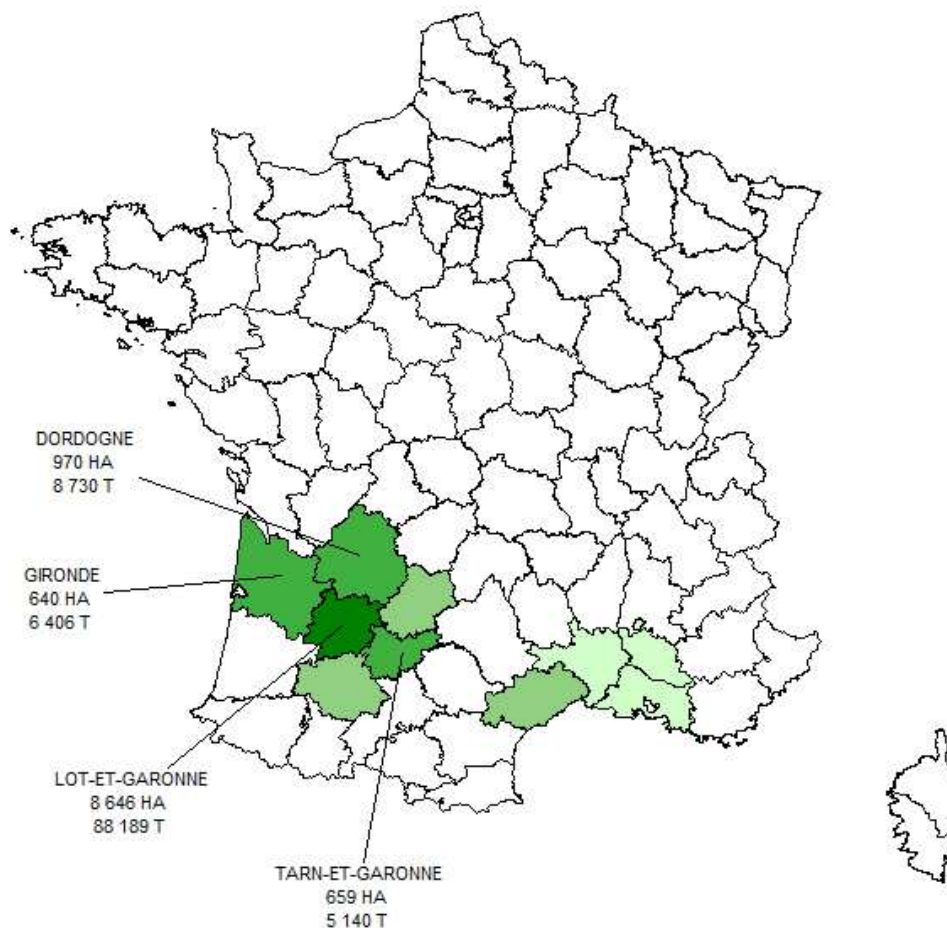 DORDOGNE
970 HA
8 730 T
GIRONDE
640 HA
6 406 T
LOT-ET-GARONNE
8 646 HA
88 189 T
TARN-ET-GARONNE
659 HA
5 140 T